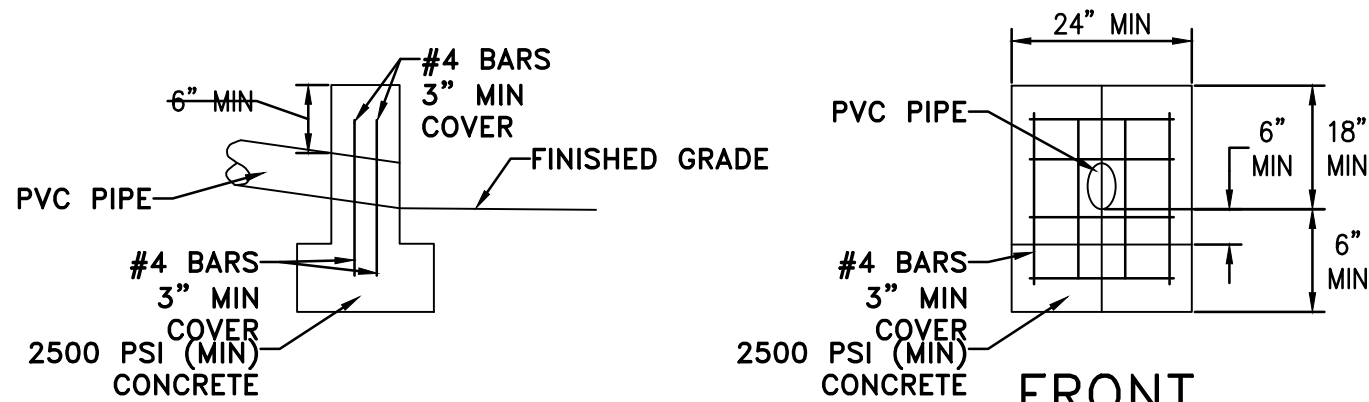 #4 BARS
3" MIN
COVER
6" MIN
FINISHED GRADE
PVC PIPE
#4 BARS
3" MIN
COVER
2500 PSI (MIN)
CONCRETE
24" MIN
PVC PIPE
6"
MIN
18"
MIN
6"
MIN
#4 BARS
3" MIN
COVER
2500 PSI (MIN)
CONCRETE
FRONT